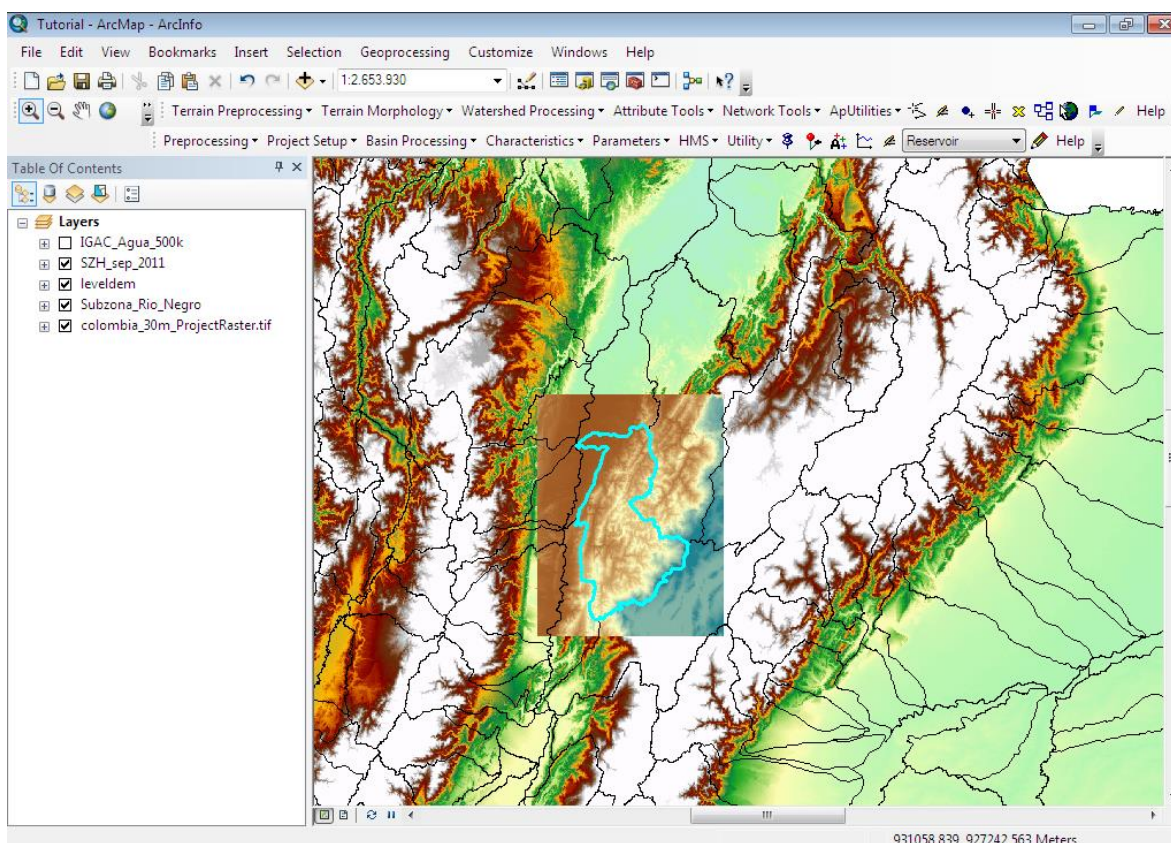 Tutorial - ArcMap - ArcInfo
File Edit View Bookmarks Insert Selection Geoprocessing Customize Windows Help
1:2.653.930
Terrain Preprocessing Terrain Morphology Watershed Processing Attribute Tools Network Tools ApUtilities Help
Preprocessing Project Setup Basin Processing Characteristics Parameters HMS Utility Reservoir Help
Table Of Contents
Layers
IGAC_Agua_500k
SZH_sep_2011
leveldem
Subzona_Rio_Negro
colombia_30m_ProjectRaster.tif
931058,839 927242,563 Meters